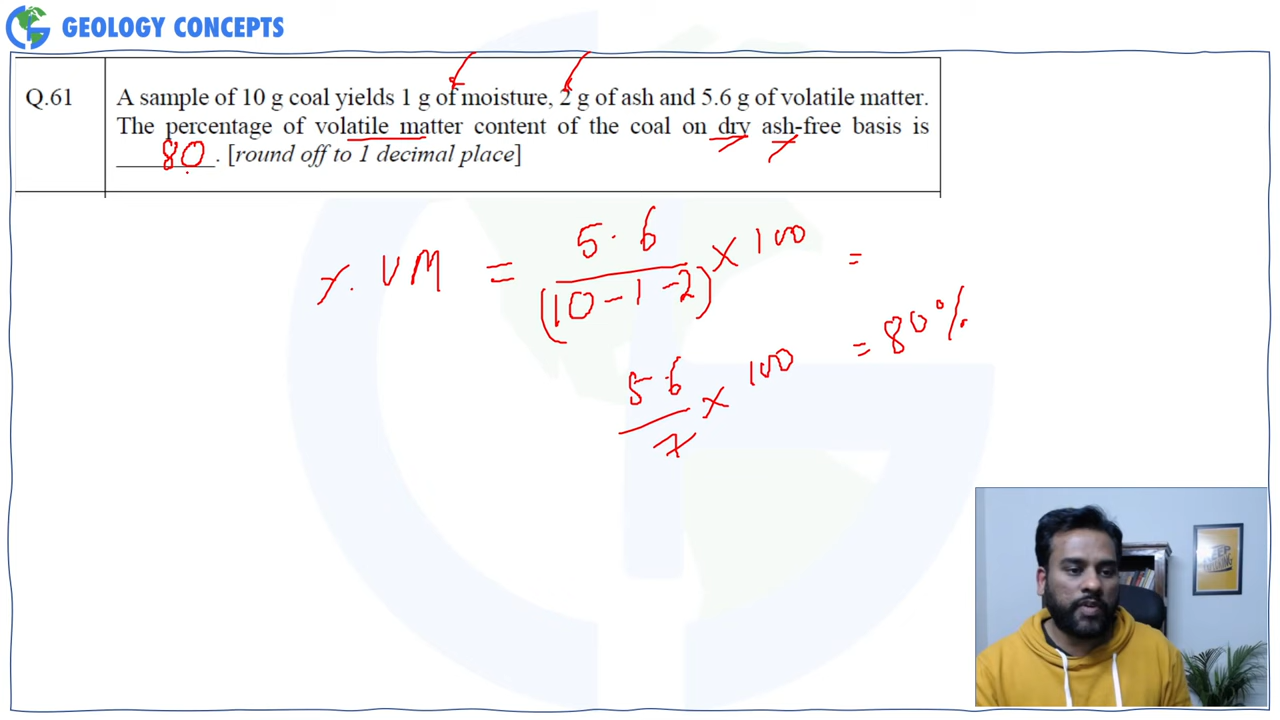 GEOLOGY CONCEPTS
Q.61
A sample of 10 g coal yields 1 g of moisture, 2 g of ash and 5.6 g of volatile matter.
The percentage of volatile matter content of the coal on dry ash-free basis is
80. [round off to 1 decimal place]
%. VM = 5.6 / (10-1-2) × 100 =
5.6 / 7 × 100 = 80%
KEEP